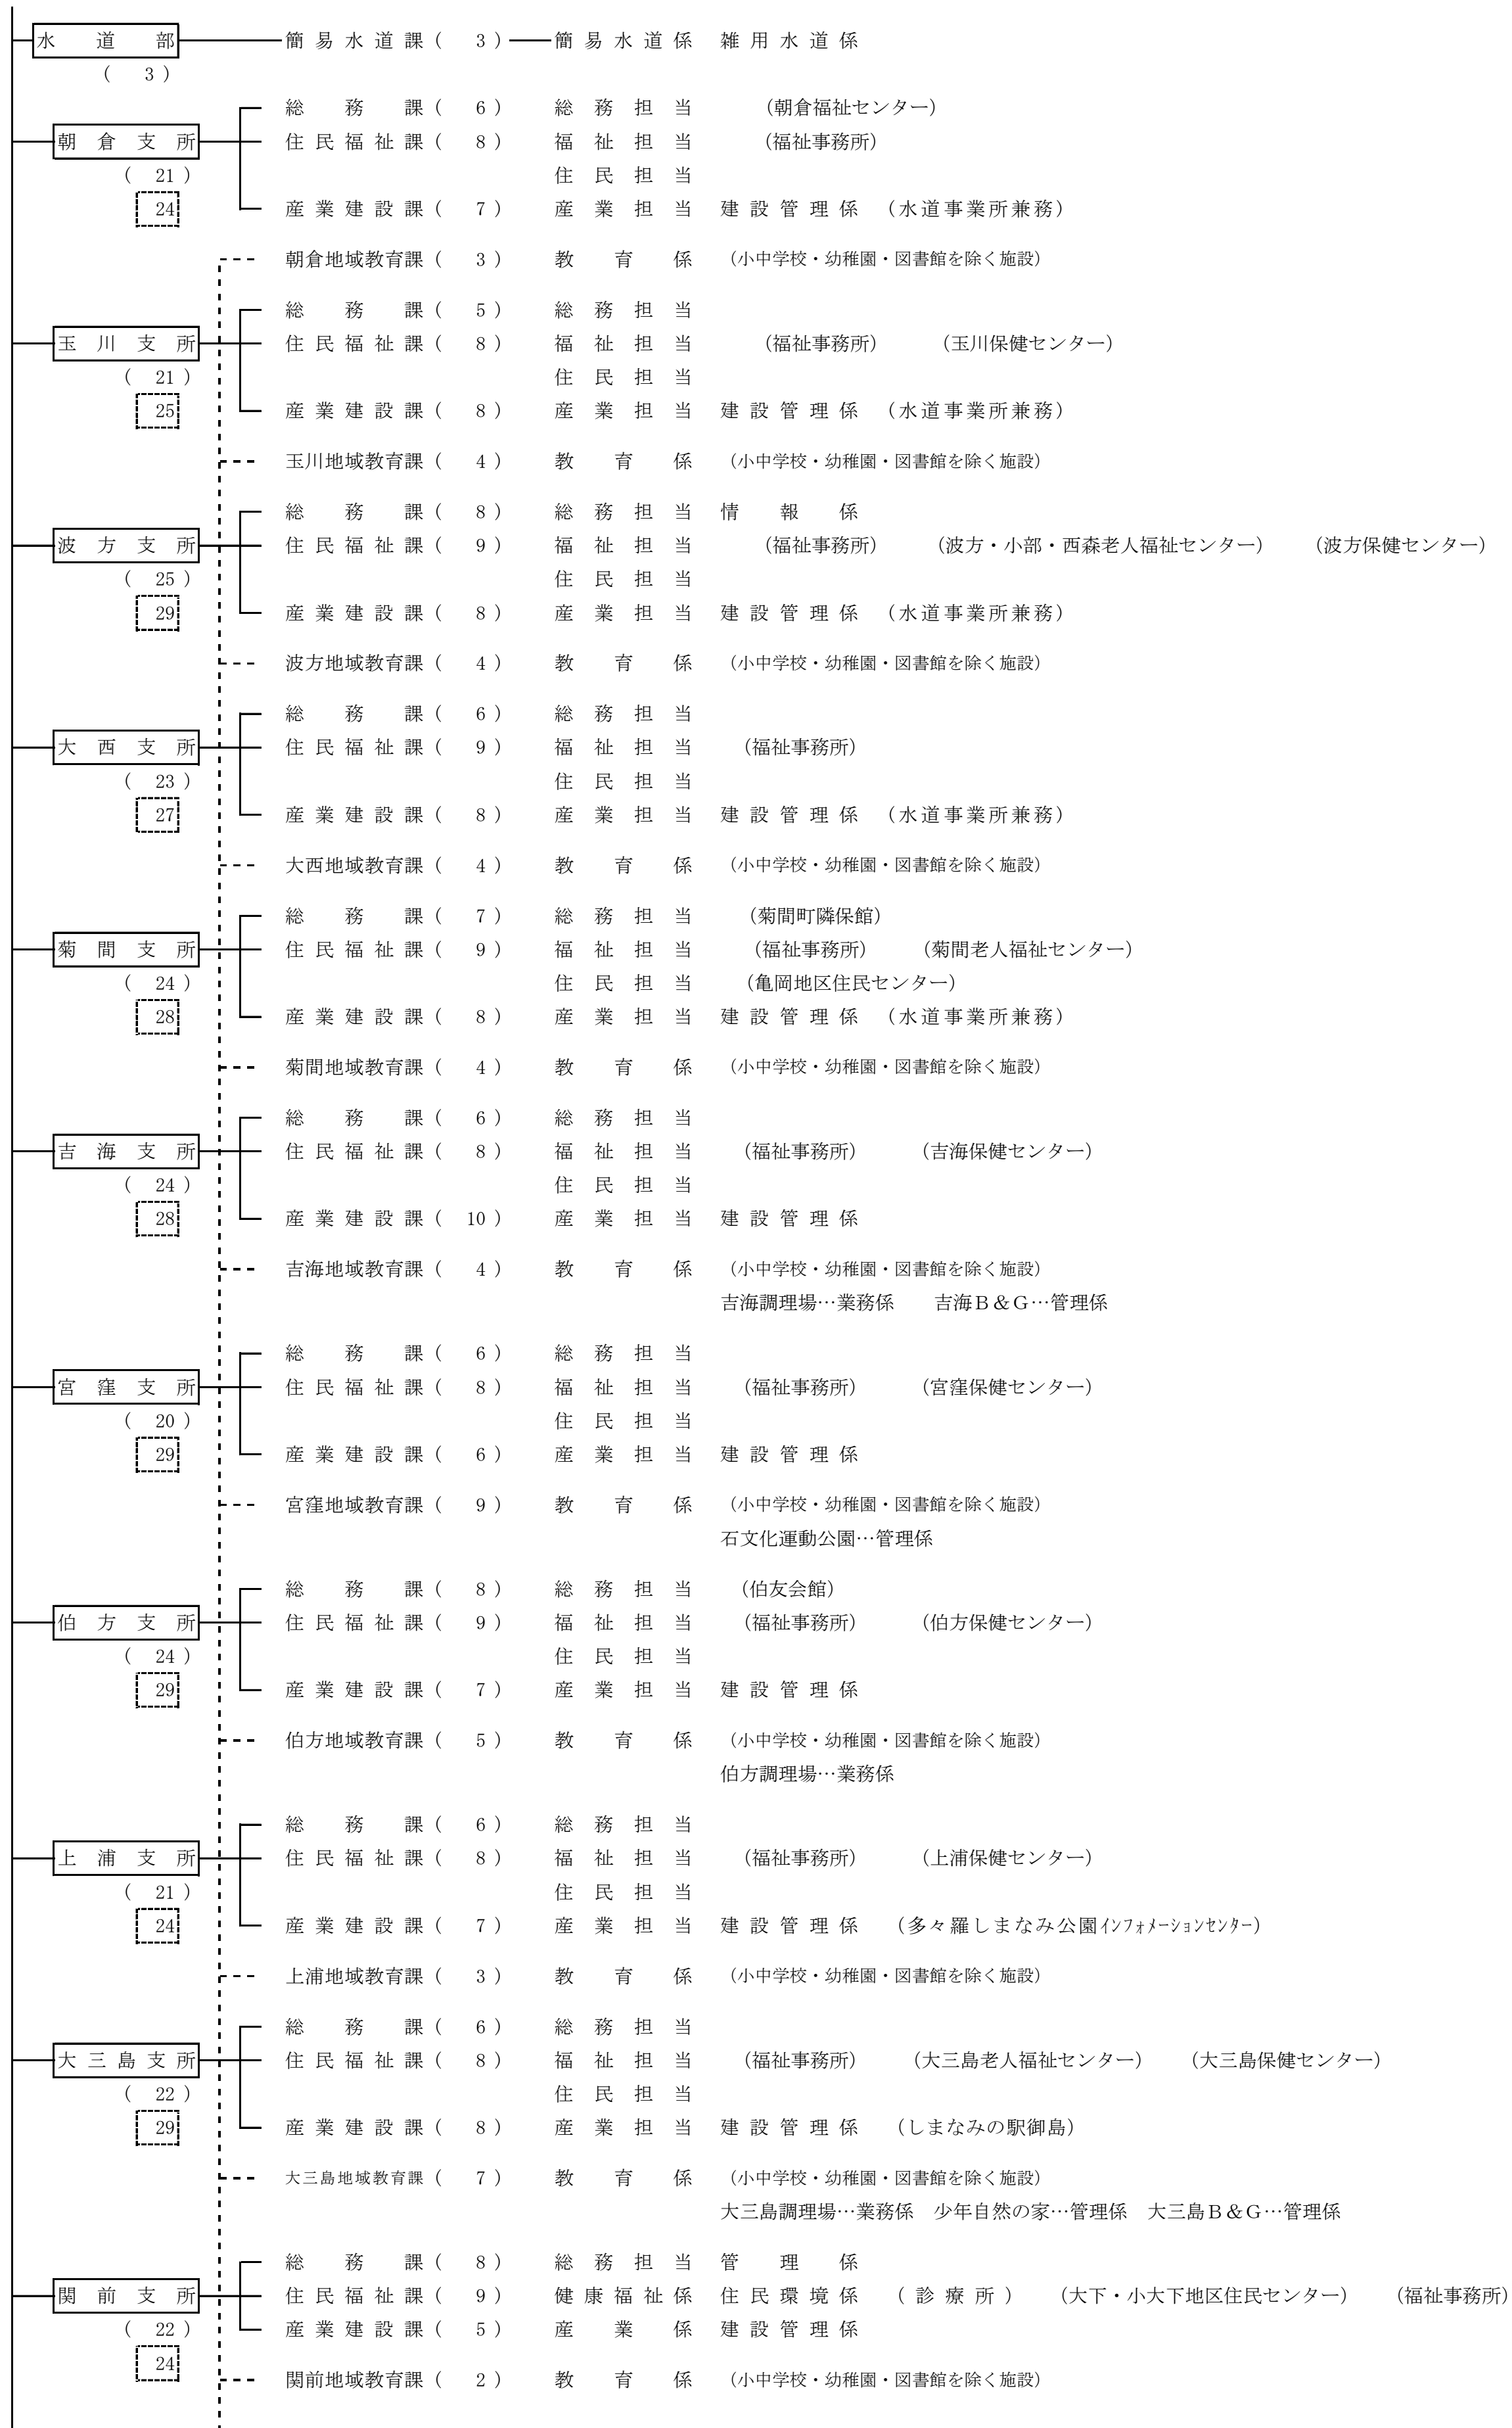 水道部 簡易水道課( 3 ) 簡易水道係 雑用水道係
( 3 )
総務課( 6 ) 総務担当 (朝倉福祉センター)
朝倉支所 住民福祉課( 8 ) 福祉担当 (福祉事務所)
( 21 ) 住民担当
24 産業建設課( 7 ) 産業担当 建設管理係 (水道事業所兼務)
朝倉地域教育課( 3 ) 教育係 (小中学校・幼稚園・図書館を除く施設)
総務課( 5 ) 総務担当
玉川支所 住民福祉課( 8 ) 福祉担当 (福祉事務所) (玉川保健センター)
( 21 ) 住民担当
25 産業建設課( 8 ) 産業担当 建設管理係 (水道事業所兼務)
玉川地域教育課( 4 ) 教育係 (小中学校・幼稚園・図書館を除く施設)
総務課( 8 ) 総務担当 情報係
波方支所 住民福祉課( 9 ) 福祉担当 (福祉事務所) (波方・小部・西森老人福祉センター) (波方保健センター)
( 25 ) 住民担当
29 産業建設課( 8 ) 産業担当 建設管理係 (水道事業所兼務)
波方地域教育課( 4 ) 教育係 (小中学校・幼稚園・図書館を除く施設)
総務課( 6 ) 総務担当
大西支所 住民福祉課( 9 ) 福祉担当 (福祉事務所)
( 23 ) 住民担当
27 産業建設課( 8 ) 産業担当 建設管理係 (水道事業所兼務)
大西地域教育課( 4 ) 教育係 (小中学校・幼稚園・図書館を除く施設)
総務課( 7 ) 総務担当 (菊間町隣保館)
菊間支所 住民福祉課( 9 ) 福祉担当 (福祉事務所) (菊間老人福祉センター)
( 24 ) 住民担当 (亀岡地区住民センター)
28 産業建設課( 8 ) 産業担当 建設管理係 (水道事業所兼務)
菊間地域教育課( 4 ) 教育係 (小中学校・幼稚園・図書館を除く施設)
総務課( 6 ) 総務担当
吉海支所 住民福祉課( 8 ) 福祉担当 (福祉事務所) (吉海保健センター)
( 24 ) 住民担当
28 産業建設課( 10 ) 産業担当 建設管理係
吉海地域教育課( 4 ) 教育係 (小中学校・幼稚園・図書館を除く施設)
吉海調理場…業務係 吉海B&G…管理係
総務課( 6 ) 総務担当
宮窪支所 住民福祉課( 8 ) 福祉担当 (福祉事務所) (宮窪保健センター)
( 20 ) 住民担当
29 産業建設課( 6 ) 産業担当 建設管理係
宮窪地域教育課( 9 ) 教育係 (小中学校・幼稚園・図書館を除く施設)
石文化運動公園…管理係
総務課( 8 ) 総務担当 (伯友会館)
伯方支所 住民福祉課( 9 ) 福祉担当 (福祉事務所) (伯方保健センター)
( 24 ) 住民担当
29 産業建設課( 7 ) 産業担当 建設管理係
伯方地域教育課( 5 ) 教育係 (小中学校・幼稚園・図書館を除く施設)
伯方調理場…業務係
総務課( 6 ) 総務担当
上浦支所 住民福祉課( 8 ) 福祉担当 (福祉事務所) (上浦保健センター)
( 21 ) 住民担当
24 産業建設課( 7 ) 産業担当 建設管理係 (多々羅しまなみ公園ｲﾝﾌｫﾒｰｼｮﾝｾﾝﾀｰ)
上浦地域教育課( 3 ) 教育係 (小中学校・幼稚園・図書館を除く施設)
総務課( 6 ) 総務担当
大三島支所 住民福祉課( 8 ) 福祉担当 (福祉事務所) (大三島老人福祉センター) (大三島保健センター)
( 22 ) 住民担当
29 産業建設課( 8 ) 産業担当 建設管理係 (しまなみの駅御島)
大三島地域教育課( 7 ) 教育係 (小中学校・幼稚園・図書館を除く施設)
大三島調理場…業務係 少年自然の家…管理係 大三島B&G…管理係
総務課( 8 ) 総務担当 管理係
関前支所 住民福祉課( 9 ) 健康福祉係 住民環境係 (診療所) (大下・小大下地区住民センター) (福祉事務所)
( 22 ) 産業建設課( 5 ) 産業係 建設管理係
24
関前地域教育課( 2 ) 教育係 (小中学校・幼稚園・図書館を除く施設)